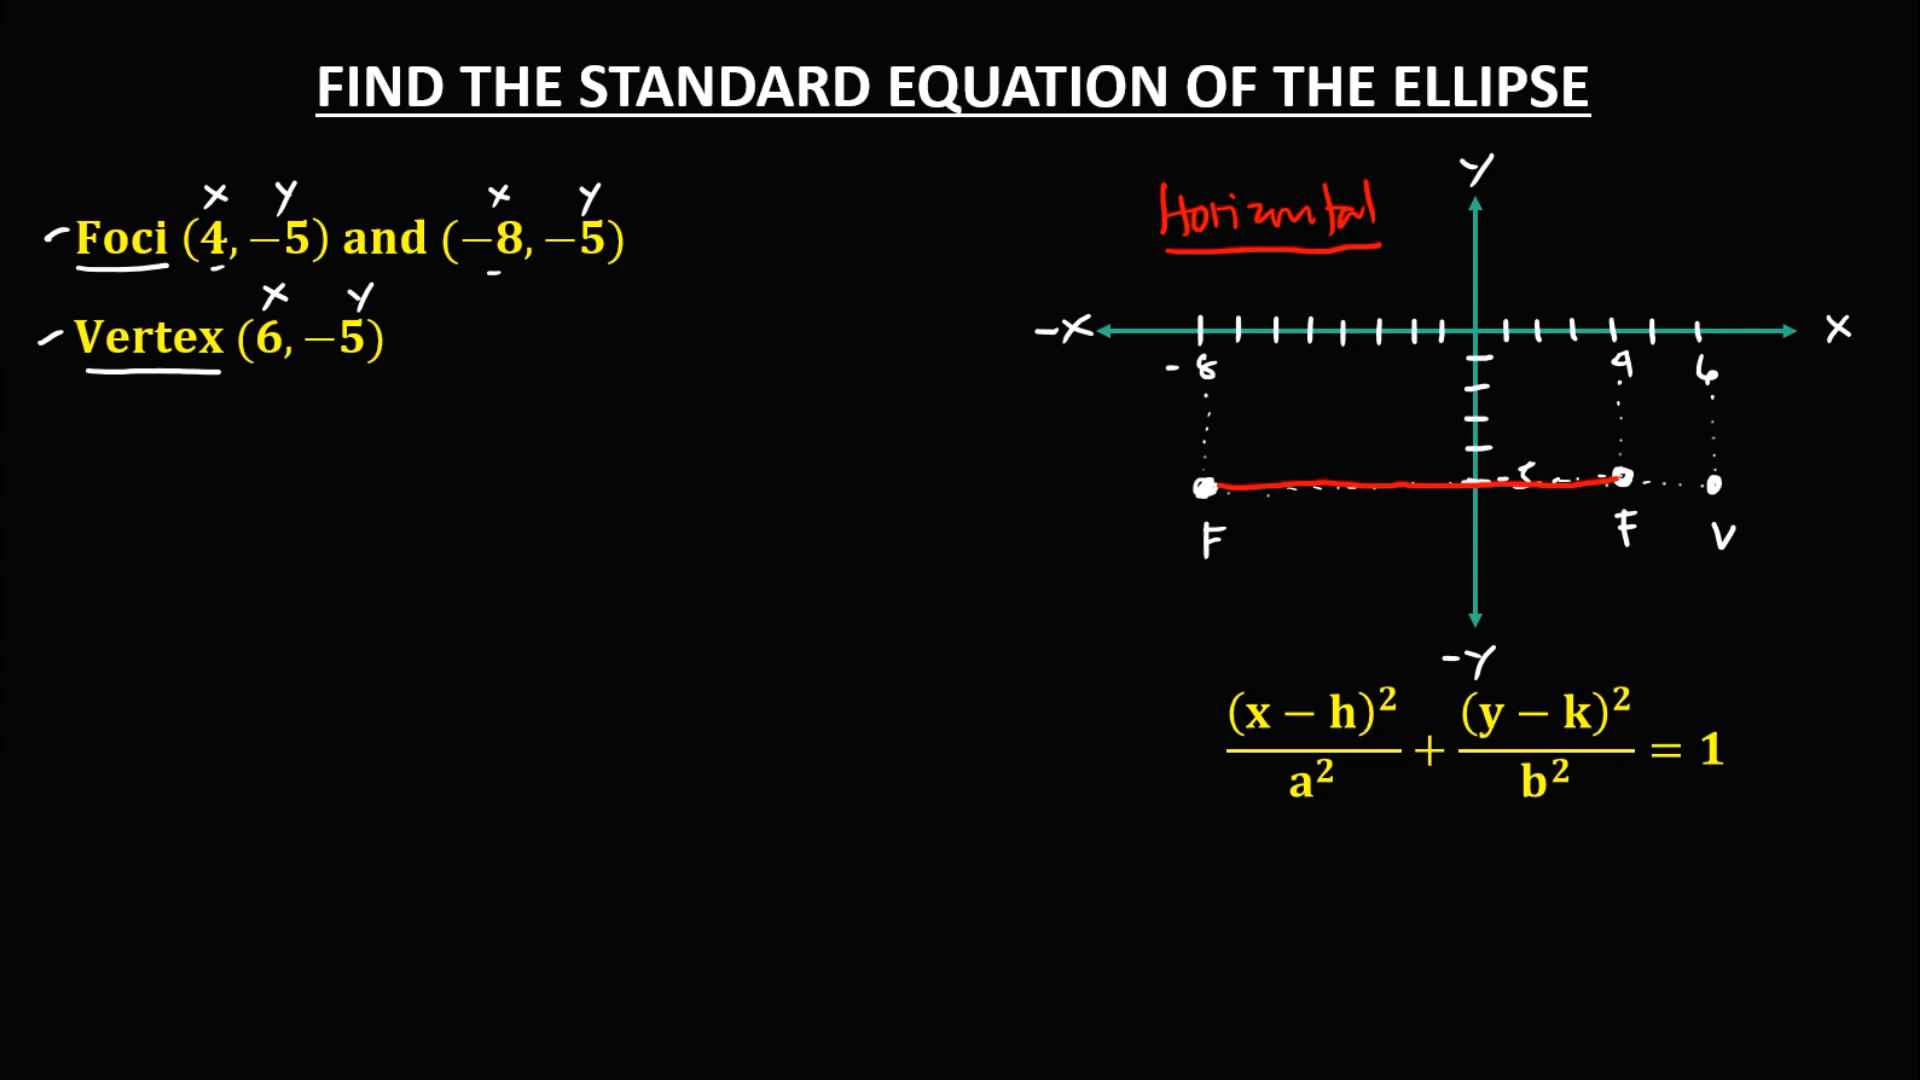 FIND THE STANDARD EQUATION OF THE ELLIPSE
x y x y
Foci (4, −5) and (−8, −5)
x y
Vertex (6, −5)
Horizontal
y
-x x
-8 4 6
-5
F F V
-y
(x − h)² / a² + (y − k)² / b² = 1